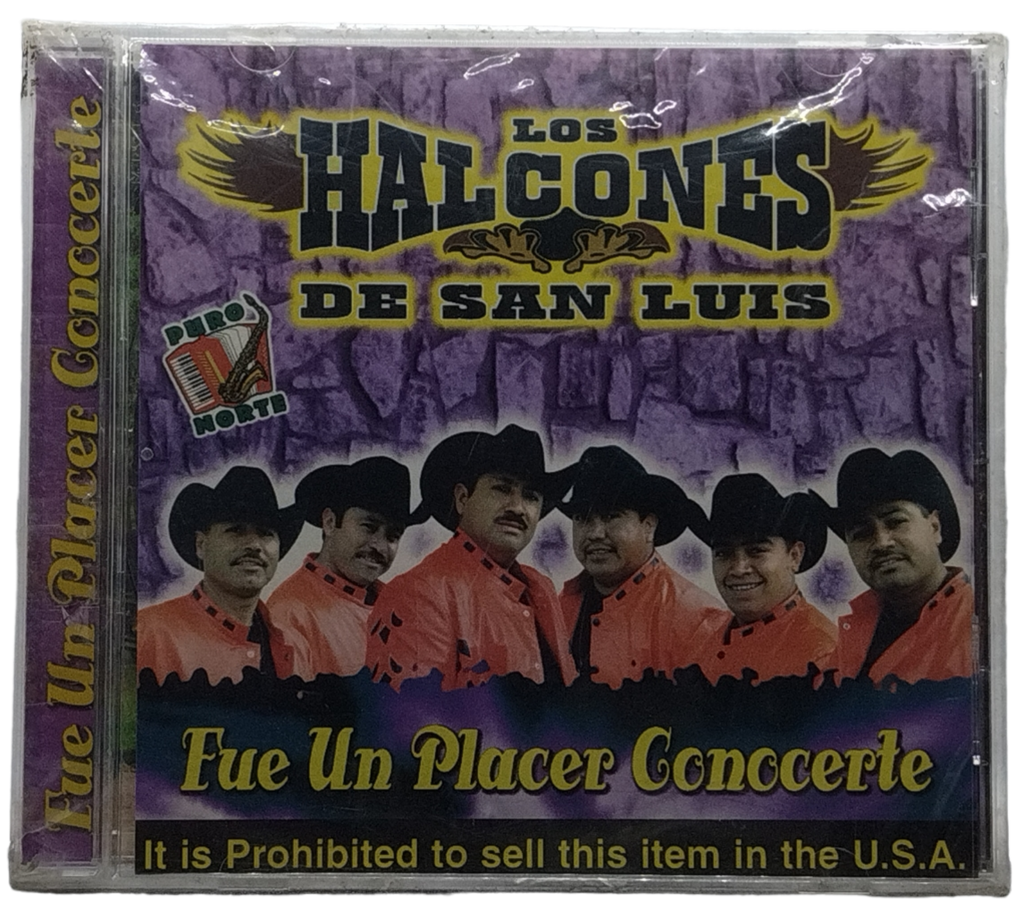 Fue Un Placer Conocerte
LOS
HALCONES
DE SAN LUIS
PURO
NORTE
Fue Un Placer Conocerte
It is Prohibited to sell this item in the U.S.A.